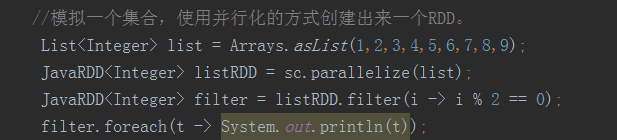 //模拟一个集合，使用并行化的方式创建出来一个RDD。
List<Integer> list = Arrays.asList(1,2,3,4,5,6,7,8,9);
JavaRDD<Integer> listRDD = sc.parallelize(list);
JavaRDD<Integer> filter = listRDD.filter(i -> i % 2 == 0);
filter.foreach(t -> System.out.println(t));